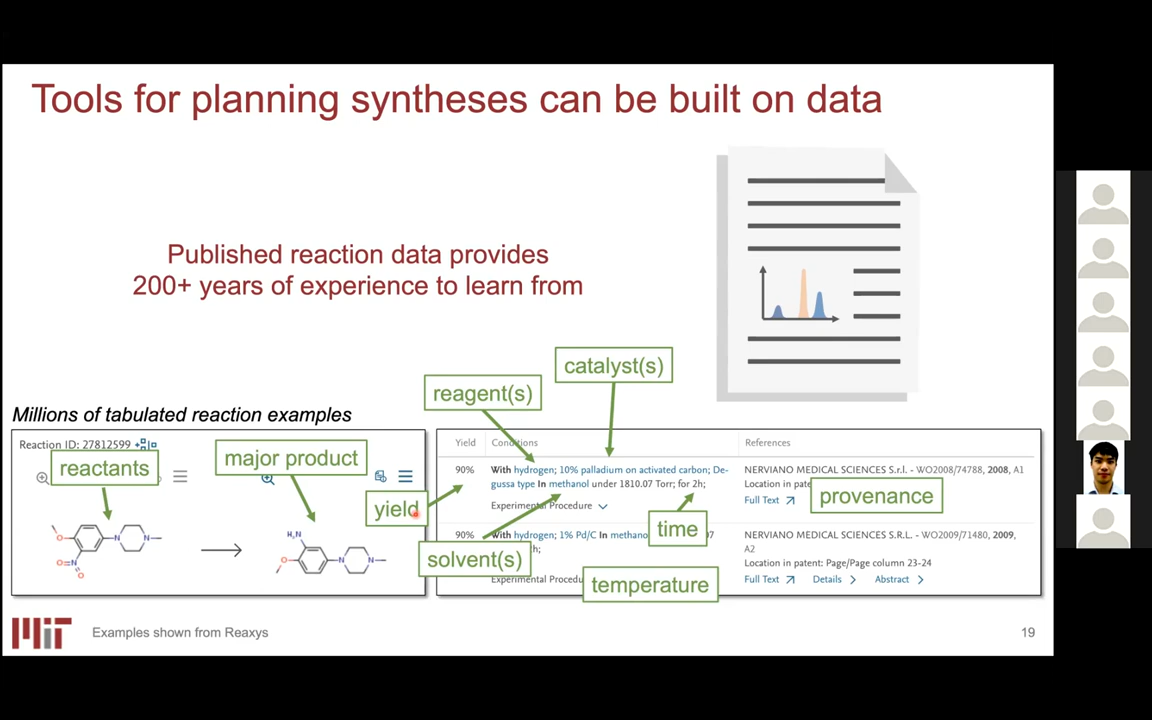 Tools for planning syntheses can be built on data
Published reaction data provides
200+ years of experience to learn from
catalyst(s)
reagent(s)
Millions of tabulated reaction examples
Reaction ID: 27812599
reactants
major product
H₂N
O
N
N
O
N
O
O
N
N
yield
Yield
Conditions
References
90%
With hydrogen; 10% palladium on activated carbon; De-
gussa type In methanol under 1810.07 Torr; for 2h;
Experimental Procedure
NERVIANO MEDICAL SCIENCES S.r.l. - WO2008/74788, 2008, A1
Location in
Full Text
provenance
time
90%
With hydrogen; 1% Pd/C In
solvent(s)
temperature
Experimental
NERVIANO MEDICAL SCIENCES S.R.L. - WO2009/71480, 2009,
A2
Location in patent: Page/Page column 23-24
Full Text Details Abstract
MIT
Examples shown from Reaxys
19